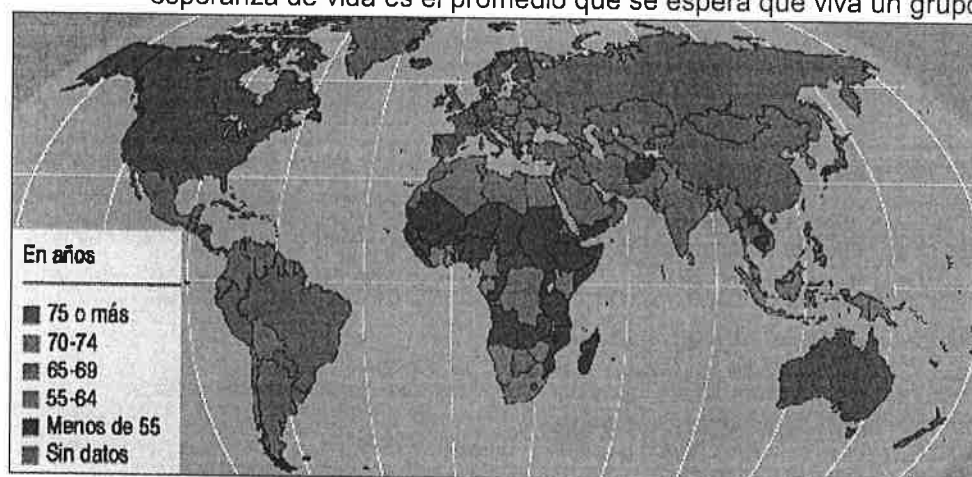 esperanza de vida es el promedio que se espera que viva un grupo
En años
75 o más
70-74
65-69
55-64
Menos de 55
Sin datos